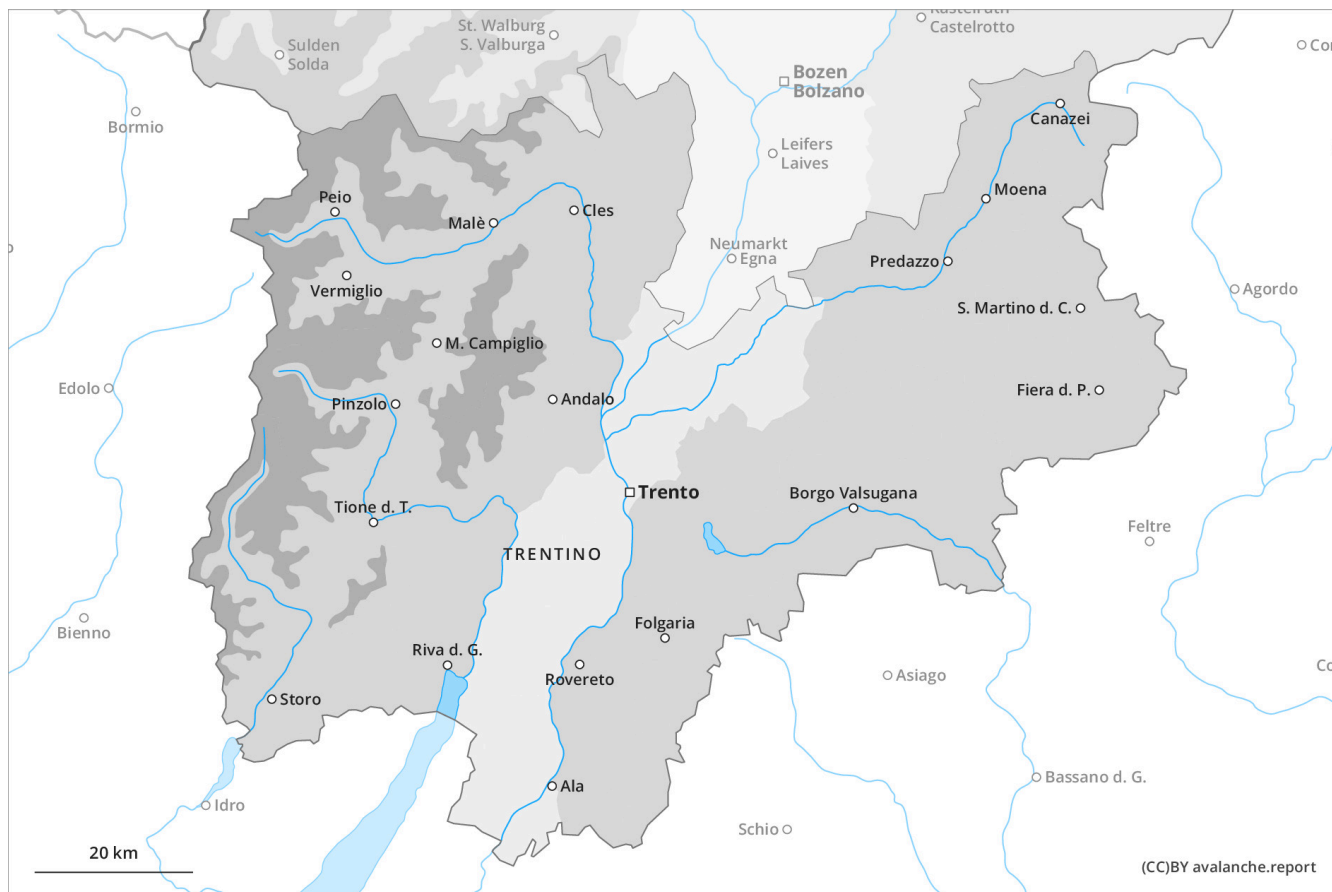 Kastelruth
Castelrotto
St. Walburg
S. Valburga
Sulden
Solda
Bozen
Bolzano
Bormio
Canazei
Leifers
Laives
Moena
Peio
Malè
Cles
Neumarkt
Egna
Predazzo
Vermiglio
Agordo
S. Martino d. C.
M. Campiglio
Edolo
Fiera d. P.
Pinzolo
Andalo
Trento
Borgo Valsugana
Tione d. T.
Feltre
TRENTINO
Bienno
Folgaria
Riva d. G.
Rovereto
Asiago
Storo
Bassano d. G.
Ala
Idro
Schio
20 km
(CC)BY avalanche.report